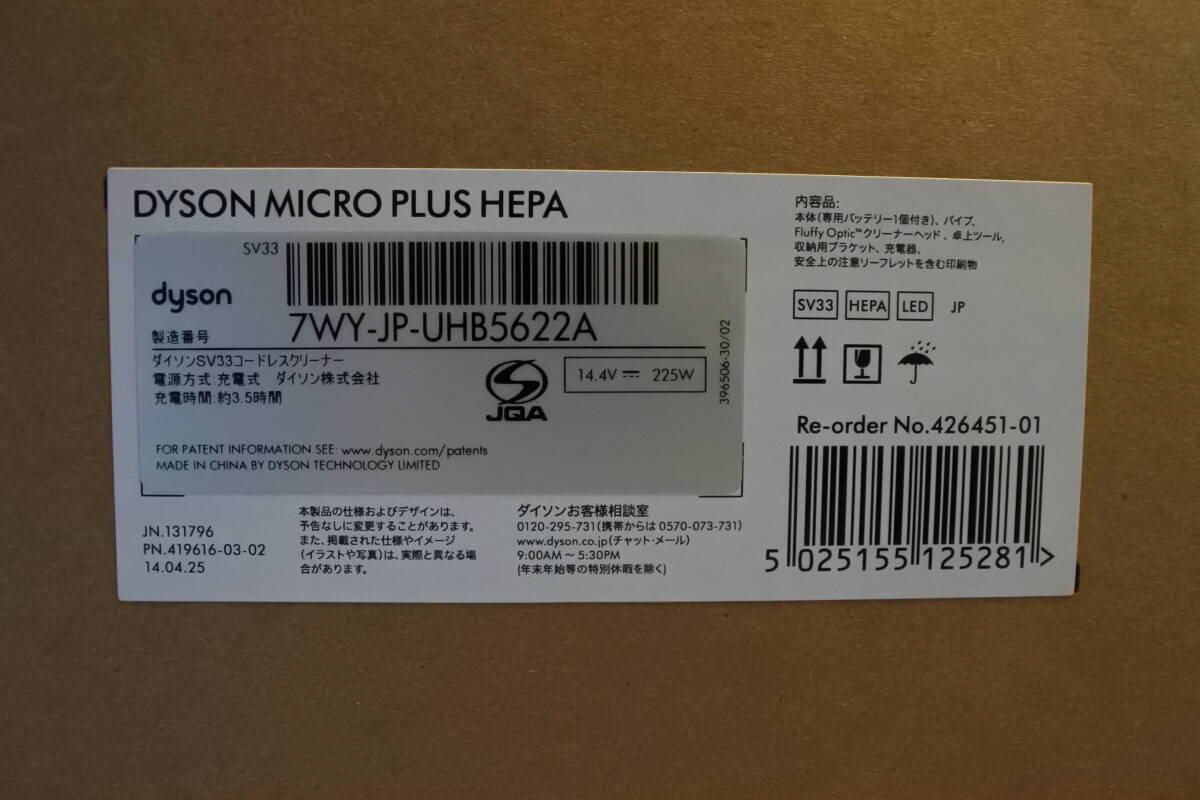 DYSON MICRO PLUS HEPA
SV33
dyson
製造番号
7WY-JP-UHB5622A
ダイソンSV33コードレスクリーナー
電源方式:充電式 ダイソン株式会社
充電時間:約3.5時間
JQA
14.4V 225W
396506-30/02
FOR PATENT INFORMATION SEE: www.dyson.com/patents
MADE IN CHINA BY DYSON TECHNOLOGY LIMITED
JN.131796
PN.419616-03-02
14.04.25
本製品の仕様およびデザインは、
予告なしに変更することがあります。
また、掲載された仕様やイメージ
(イラストや写真)は、実際と異なる場
合があります。
ダイソンお客様相談室
0120-295-731(携帯からは 0570-073-731)
www.dyson.co.jp(チャット・メール)
9:00AM ~ 5:30PM
(年末年始等の特別休暇を除く)
内容品:
本体(専用バッテリー1個付き)、パイプ、
Fluffy Optic™クリーナーヘッド、卓上ツール,
収納用ブラケット、充電器、
安全上の注意リーフレットを含む印刷物
SV33 HEPA LED JP
Re-order No.426451-01
5 025155 125281 >